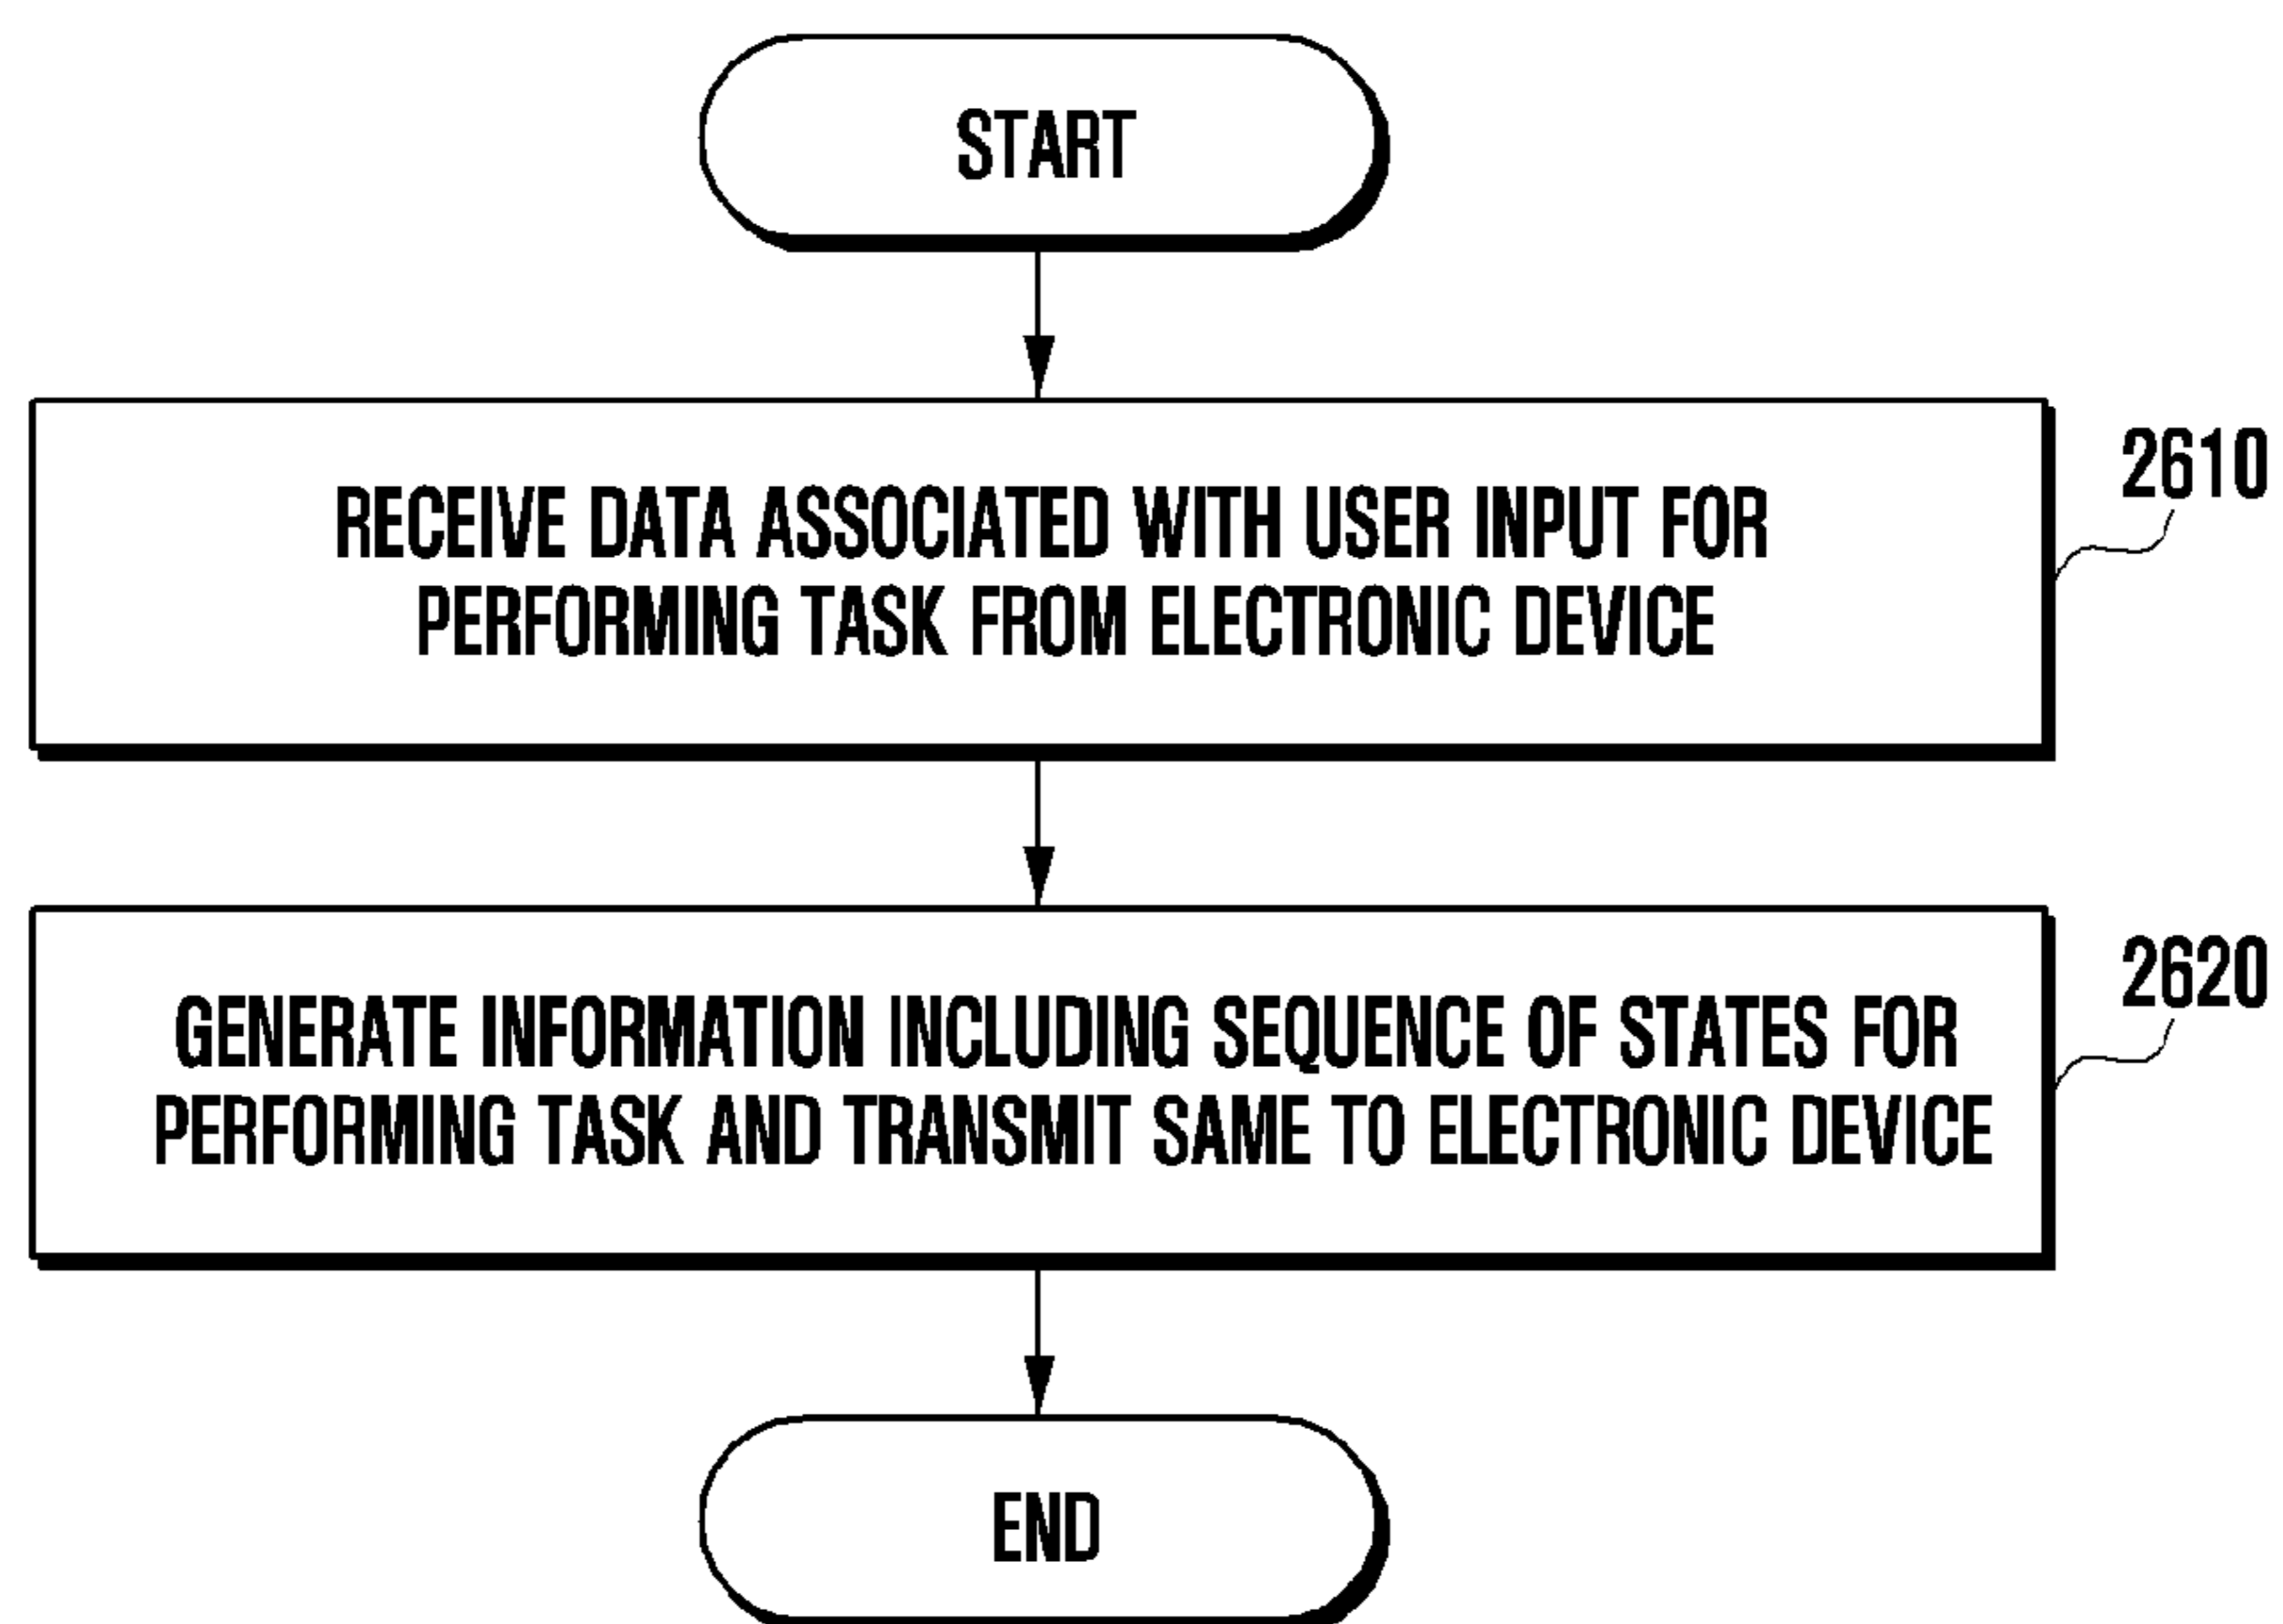 START
RECEIVE DATA ASSOCIATED WITH USER INPUT FOR
PERFORMING TASK FROM ELECTRONIC DEVICE
2610
GENERATE INFORMATION INCLUDING SEQUENCE OF STATES FOR
PERFORMING TASK AND TRANSMIT SAME TO ELECTRONIC DEVICE
2620
END